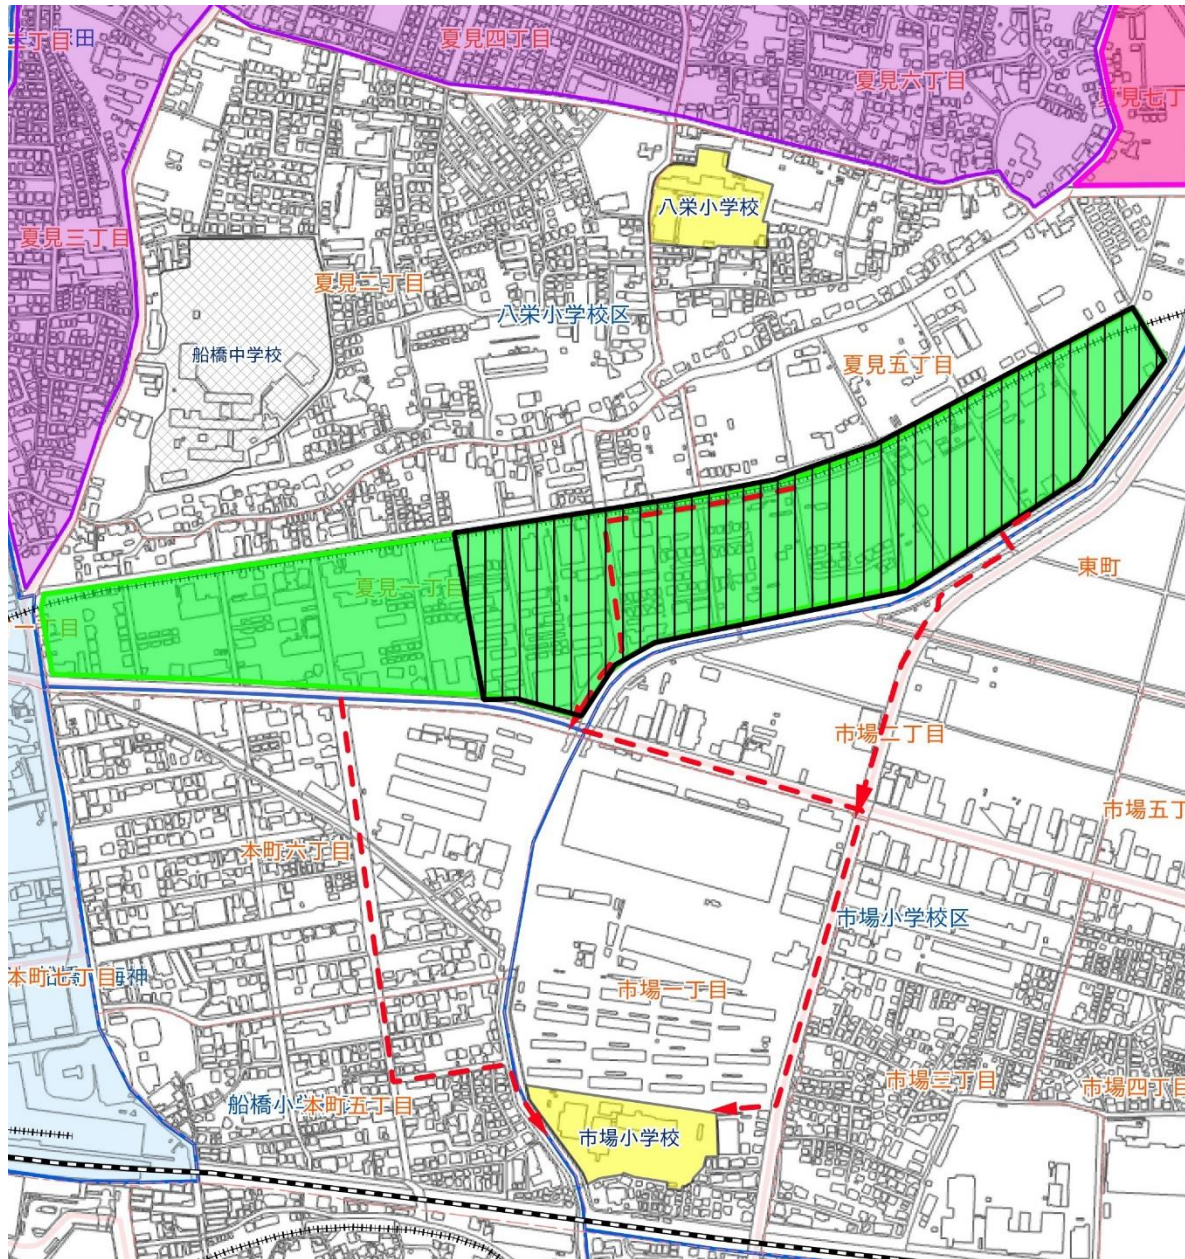 夏見四丁目
夏見六丁目
八栄小学校
夏見三丁目
夏見二丁目
八栄小学校区
船橋中学校
夏見五丁目
夏見一丁目
東町
市場二丁目
市場五丁
本町六丁目
市場小学校区
本町七丁目
海神
市場一丁目
市場三丁目
市場四丁目
船橋小
本町五丁目
市場小学校